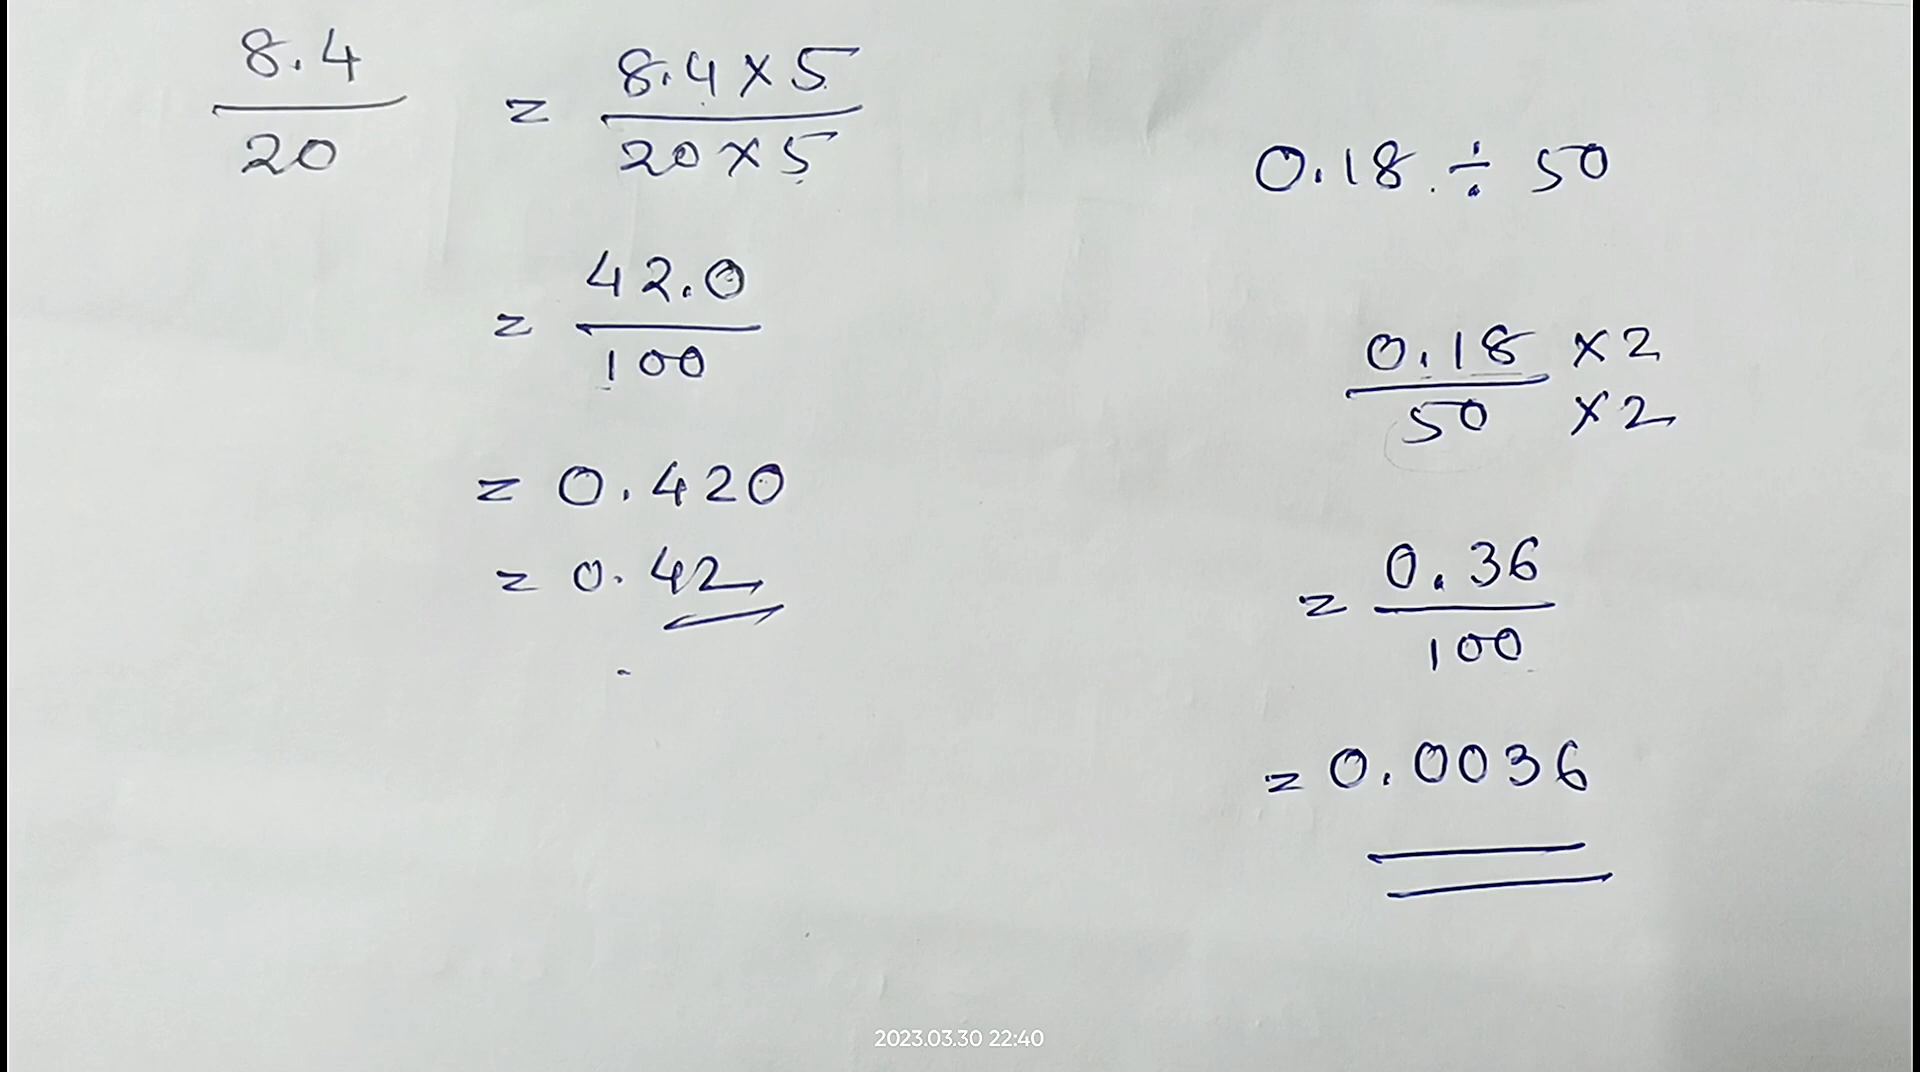 8.4
20
= 8.4 × 5
20 × 5
= 42.0
100
= 0.420
= 0.42
0.18 ÷ 50
0.18 × 2
50 × 2
= 0.36
100
= 0.0036
2023.03.30 22:40